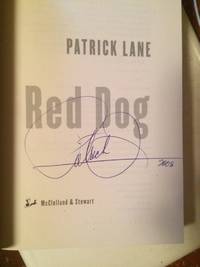 PATRICK LANE
Red Dog
McClelland & Stewart